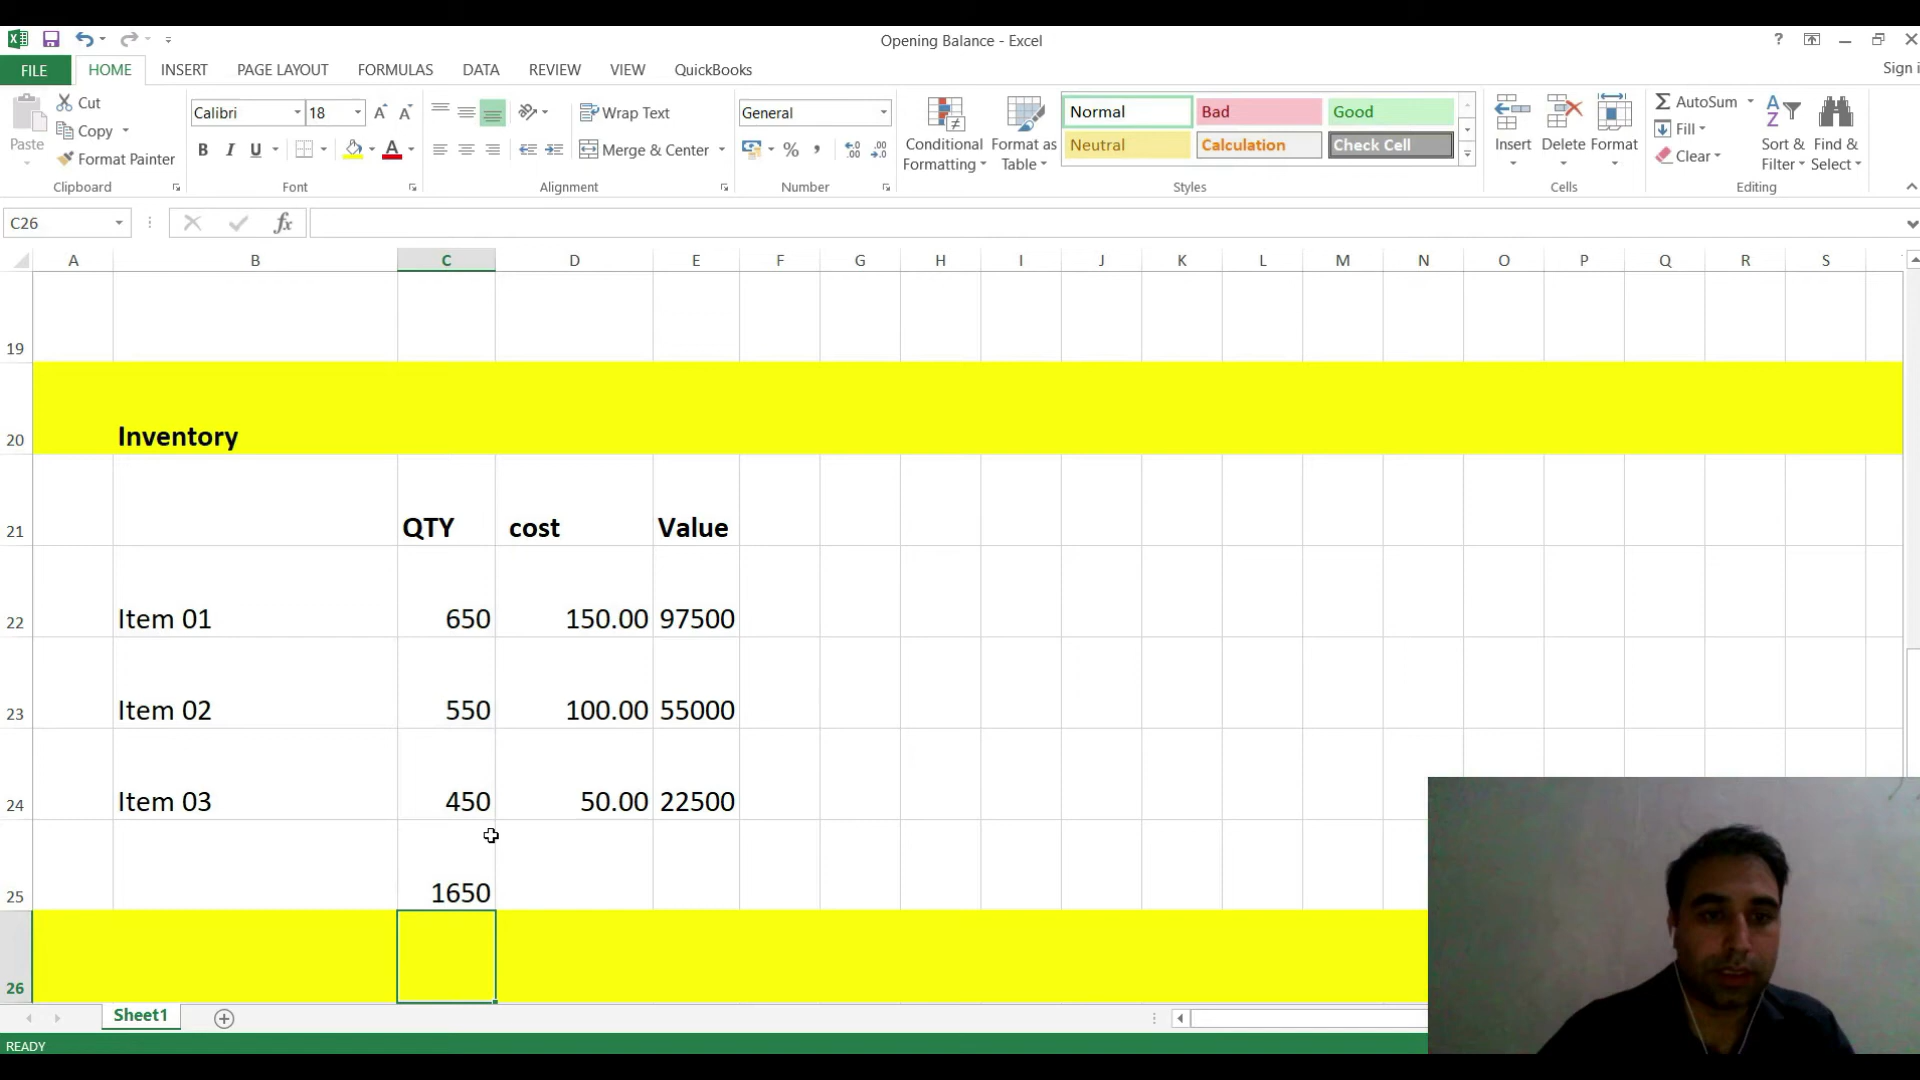 Opening Balance - Excel
?
FILE HOME INSERT PAGE LAYOUT FORMULAS DATA REVIEW VIEW QuickBooks Sign i
Paste Cut Calibri 18 Wrap Text General Conditional Formatting Format as Table Normal Bad Good Insert Delete Format AutoSum Sort & Filter Find & Select
Copy Fill
Format Painter B I U Merge & Center % Neutral Calculation Check Cell Clear
Clipboard Font Alignment Number Styles Cells Editing
C26 fx
A B C D E F G H I J K L M N O P Q R S
19
20 Inventory
21 QTY cost Value
22 Item 01 650 150.00 97500
23 Item 02 550 100.00 55000
24 Item 03 450 50.00 22500
25 1650
26
Sheet1
READY